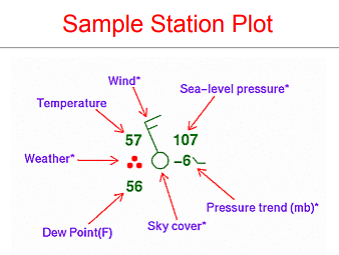 Sample Station Plot
Wind*
Sea-level pressure*
Temperature
57
107
Weather*
-6
56
Pressure trend (mb)*
Sky cover*
Dew Point(F)